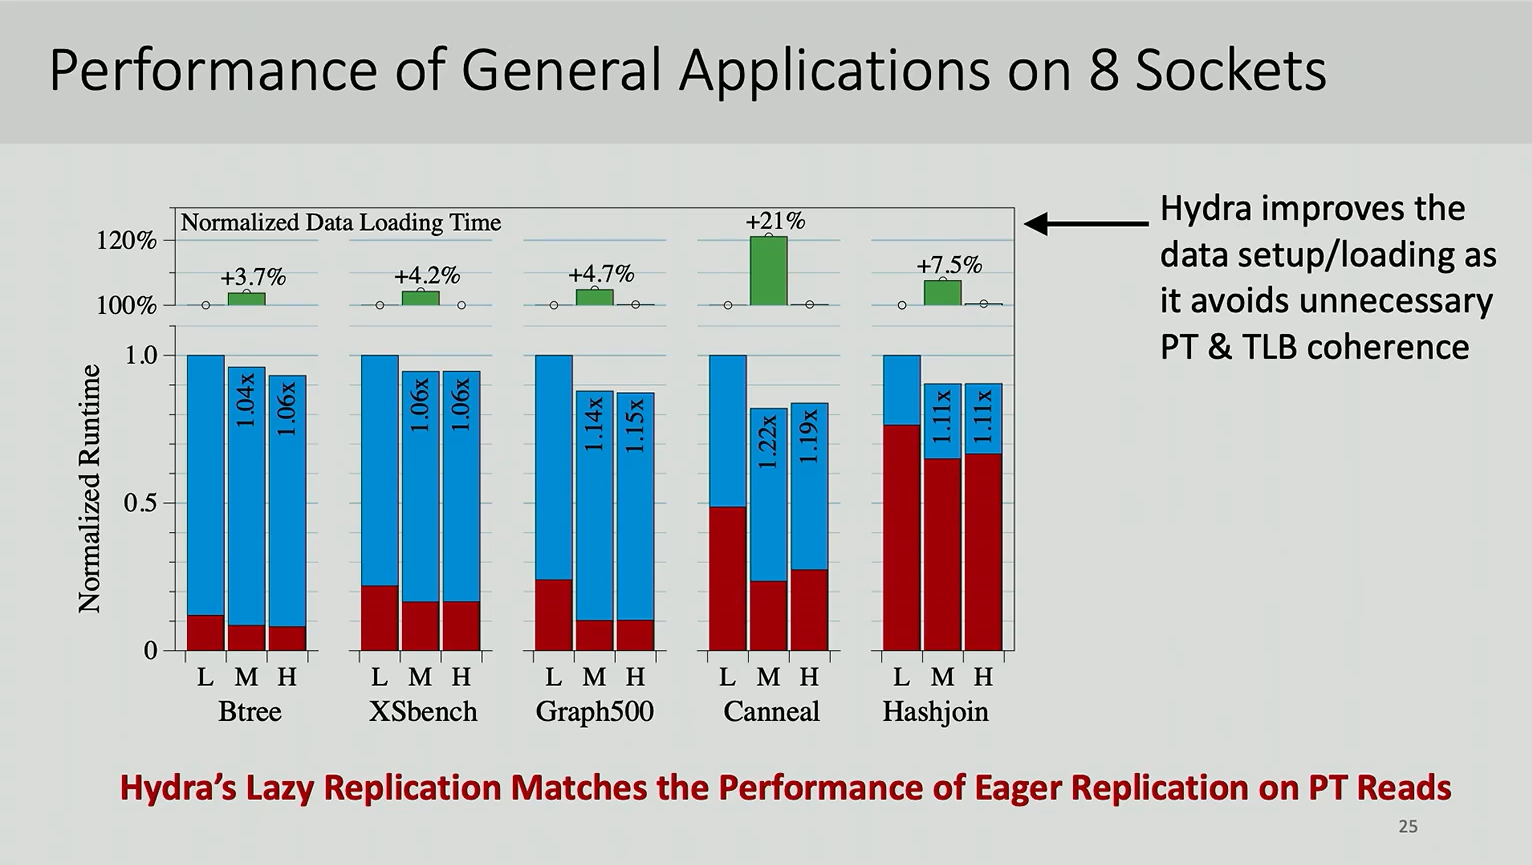 Performance of General Applications on 8 Sockets
Normalized Data Loading Time
120%
100%
+3.7%
+4.2%
+4.7%
+21%
+7.5%
Hydra improves the
data setup/loading as
it avoids unnecessary
PT & TLB coherence
Normalized Runtime
1.0
0.5
0
1.04x
1.06x
1.06x
1.06x
1.14x
1.15x
1.22x
1.19x
1.11x
1.11x
L M H
L M H
L M H
L M H
L M H
Btree
XSbench
Graph500
Canneal
Hashjoin
Hydra's Lazy Replication Matches the Performance of Eager Replication on PT Reads
25